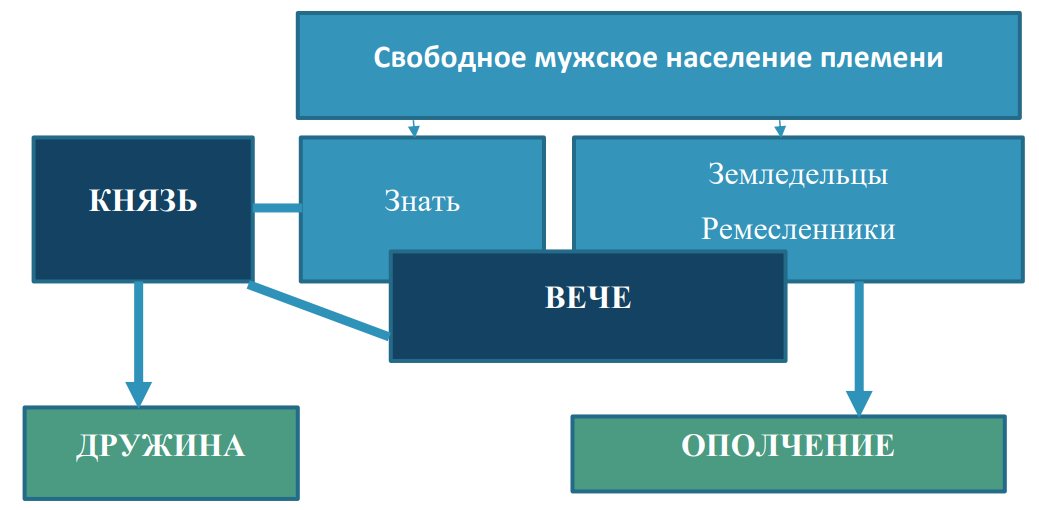 Свободное мужское население племени
КНЯЗЬ
Знать
Земледельцы
Ремесленники
ВЕЧЕ
ДРУЖИНА
ОПОЛЧЕНИЕ